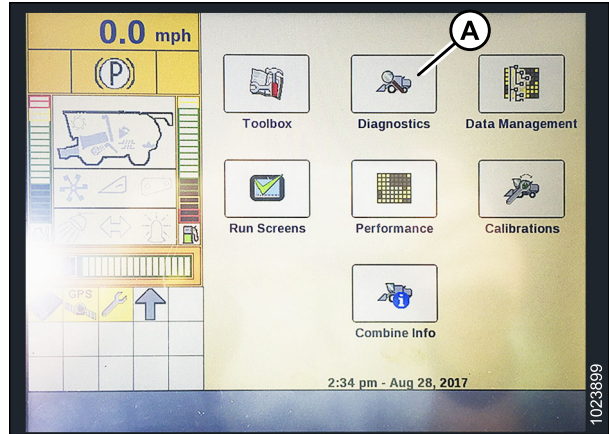 0.0 mph
(P)
A
Toolbox
Diagnostics
Data Management
Run Screens
Performance
Calibrations
GPS
Combine Info
2:34 pm - Aug 28, 2017
1023899